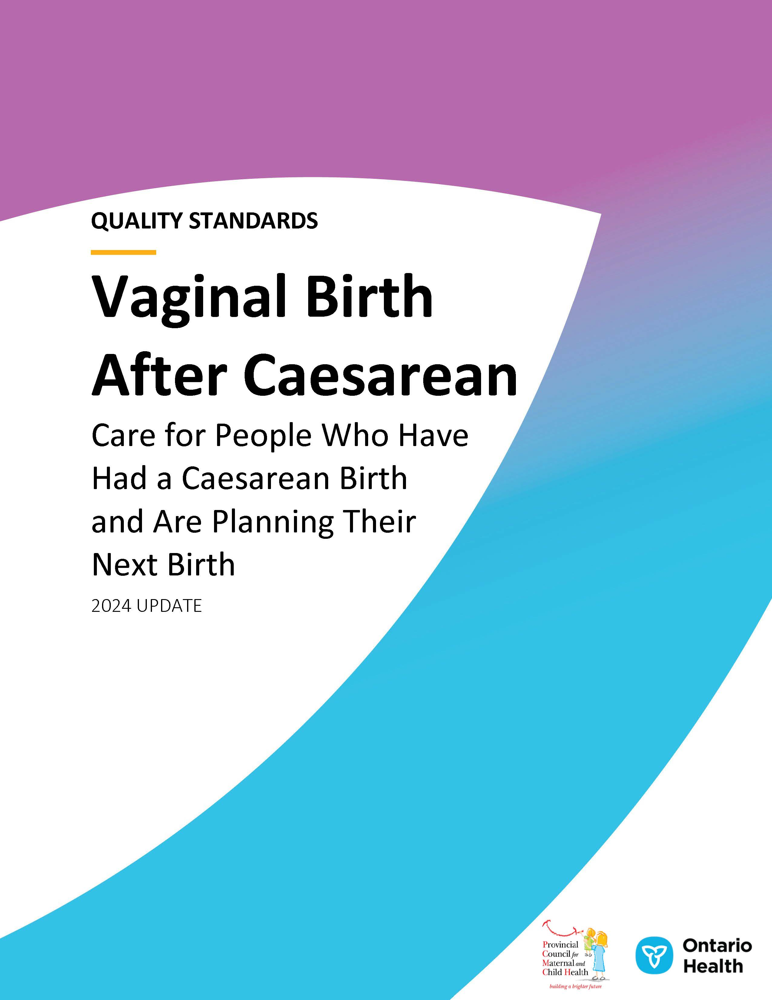 QUALITY STANDARDS
Vaginal Birth
After Caesarean
Care for People Who Have
Had a Caesarean Birth
and Are Planning Their
Next Birth
2024 UPDATE
Provincial
Council for
Maternal and
Child Health
building a brighter future
Ontario
Health